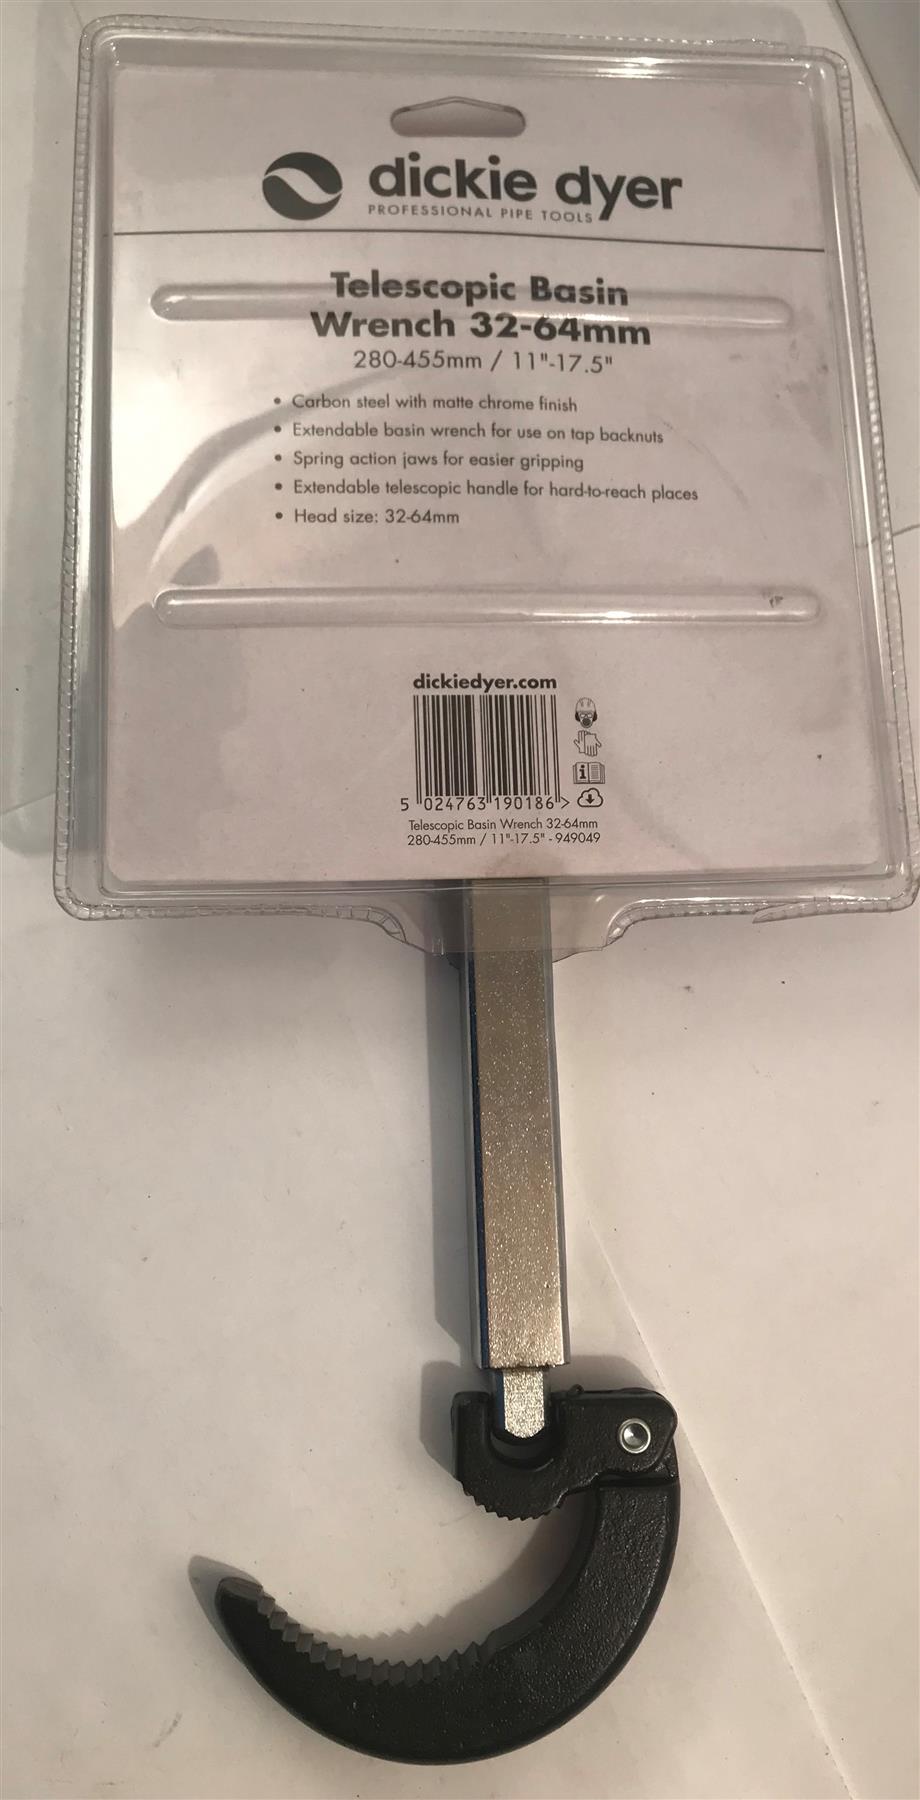 dickie dyer
PROFESSIONAL PIPE TOOLS
Telescopic Basin
Wrench 32-64mm
280-455mm / 11"-17.5"
• Carbon steel with matte chrome finish
• Extendable basin wrench for use on tap backnuts
• Spring action jaws for easier gripping
• Extendable telescopic handle for hard-to-reach places
• Head size: 32-64mm
dickiedyer.com
5 024763 190186 >
Telescopic Basin Wrench 32-64mm
280-455mm / 11"-17.5" - 949049